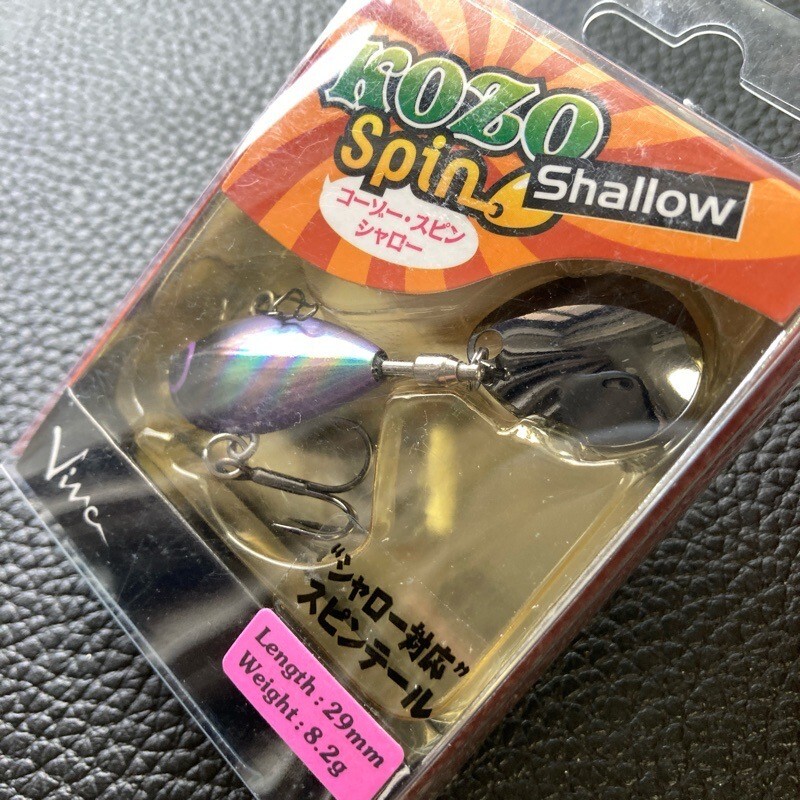 KOZO
Spin
Shallow
コーゾー・スピン
シャロー
Viva
"シャロー対応"
スピンテール
Length : 29mm
Weight : 8.2g